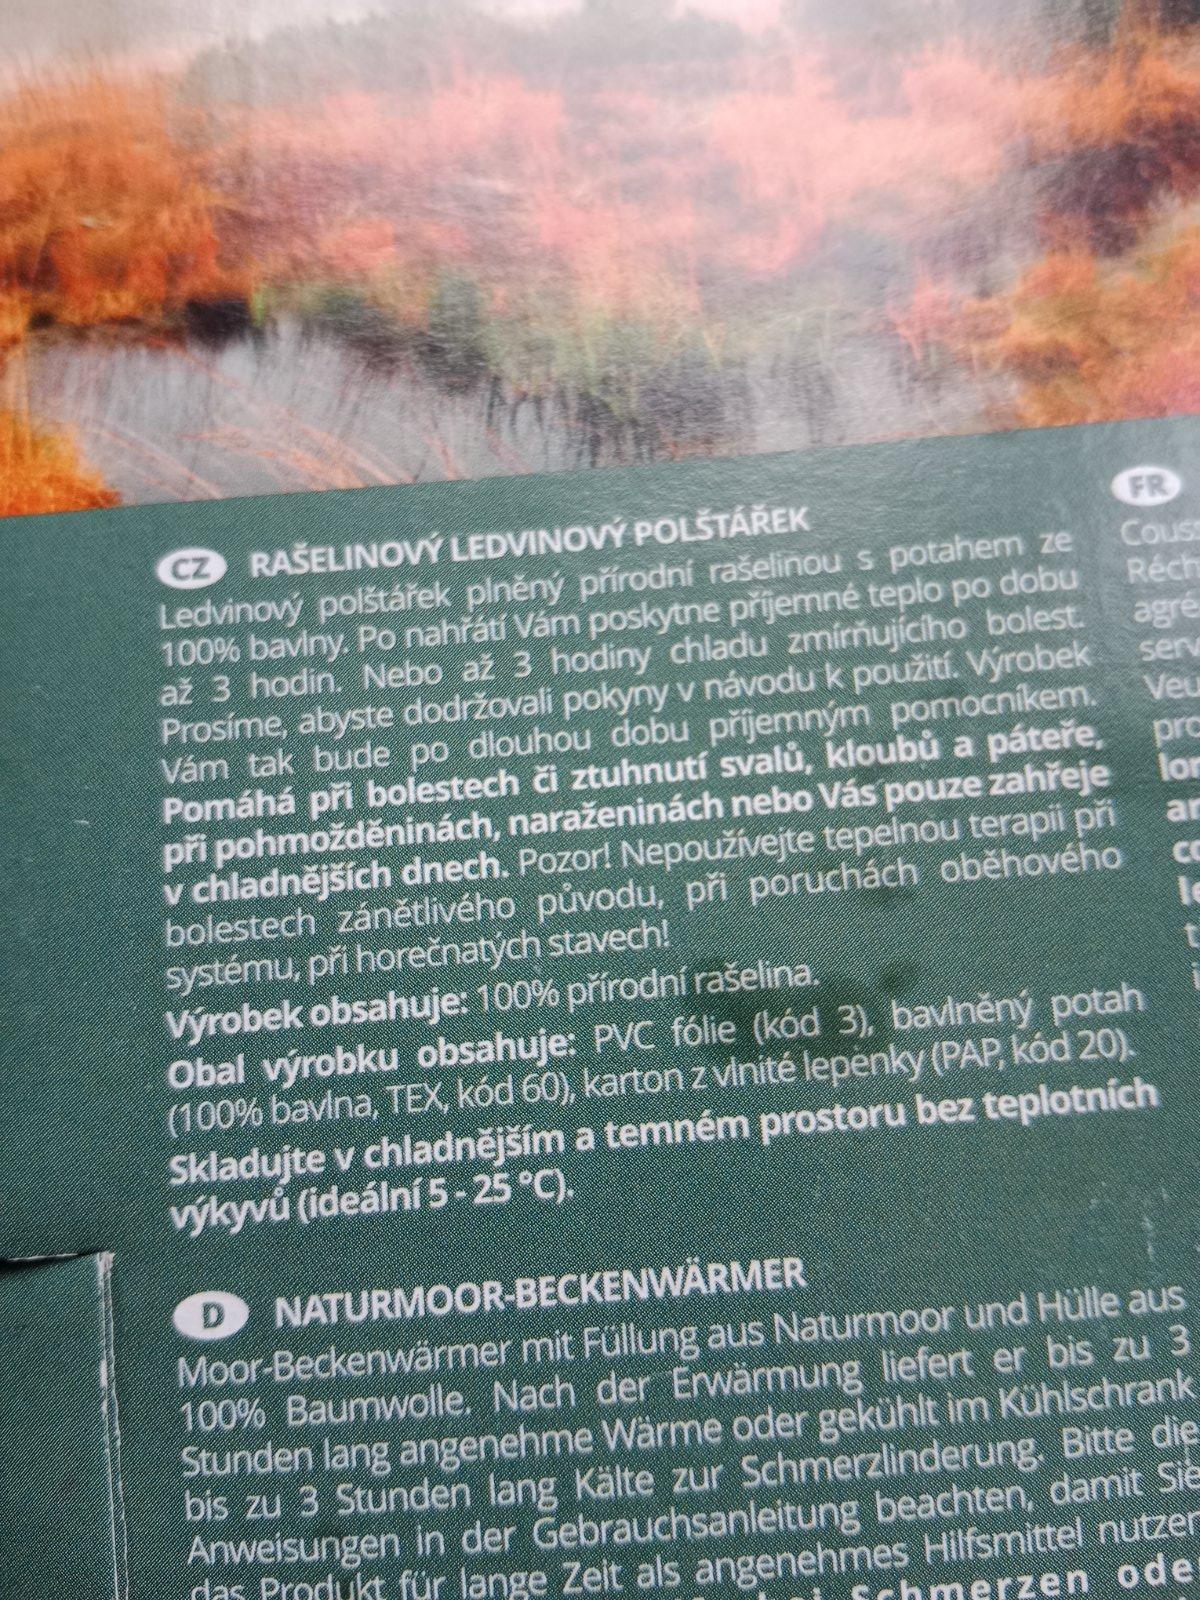 CZ RAŠELINOVÝ LEDVINOVÝ POLŠTÁŘEK
Ledvinový polštářek plněný přírodní rašelinou s potahem ze
100% bavlny. Po nahřátí Vám poskytne příjemné teplo po dobu
až 3 hodin. Nebo až 3 hodiny chladu zmírňujícího bolest.
Prosíme, abyste dodržovali pokyny v návodu k použití. Výrobek
Vám tak bude po dlouhou dobu příjemným pomocníkem.
Pomáhá při bolestech či ztuhnutí svalů, kloubů a páteře,
při pohmožděninách, naraženinách nebo Vás pouze zahřeje
v chladnějších dnech. Pozor! Nepoužívejte tepelnou terapii při
bolestech zánětlivého původu, při poruchách oběhového
systému, při horečnatých stavech!
Výrobek obsahuje: 100% přírodní rašelina.
Obal výrobku obsahuje: PVC fólie (kód 3), bavlněný potah
(100% bavlna, TEX, kód 60), karton z vlnité lepenky (PAP, kód 20).
Skladujte v chladnějším a temném prostoru bez teplotních
výkyvů (ideální 5 - 25 °C).
D NATURMOOR-BECKENWÄRMER
Moor-Beckenwärmer mit Füllung aus Naturmoor und Hülle aus
100% Baumwolle. Nach der Erwärmung liefert er bis zu 3
Stunden lang angenehme Wärme oder gekühlt im Kühlschrank
bis zu 3 Stunden lang Kälte zur Schmerzlinderung. Bitte die
Anweisungen in der Gebrauchsanleitung beachten, damit Sie
das Produkt für lange Zeit als angenehmes Hilfsmittel nutzen
bei Schmerzen ode
FR
Cous
Réch
agré
serv
Veu
pro
lor